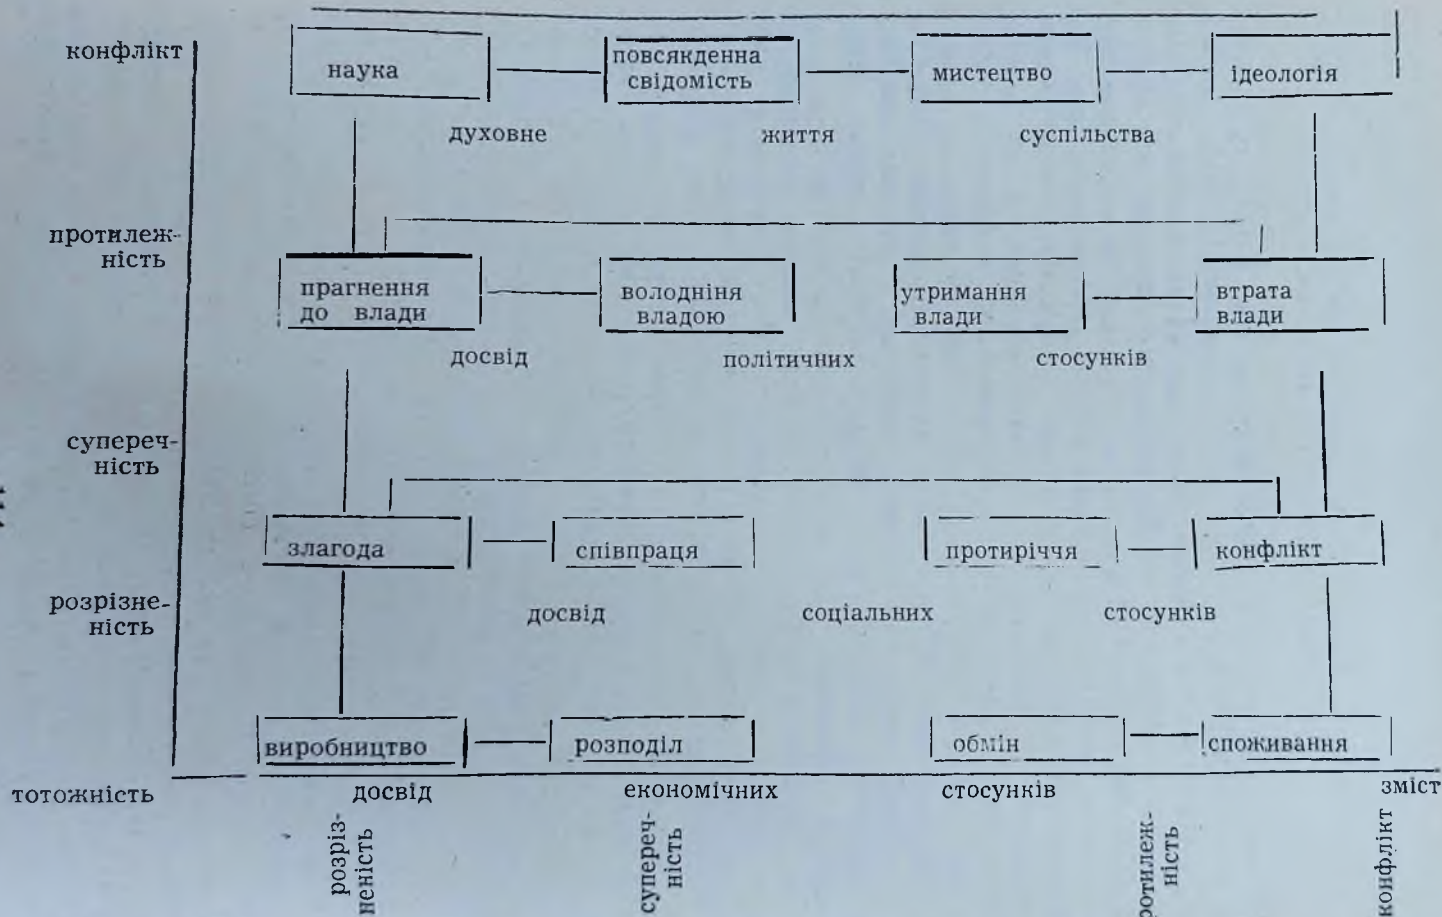 конфлікт
наука
повсякденна
свідомість
мистецтво
ідеологія
духовне життя суспільства
протилеж-
ність
прагнення
до влади
володніня
владою
утримання
влади
втрата
влади
досвід політичних стосунків
супереч-
ність
злагода
співпраця
протиріччя
конфлікт
розрізне-
ність
досвід соціальних стосунків
виробництво
розподіл
обмін
споживання
тотожність
досвід економічних стосунків
зміст
розріз-
неність
супереч-
ність
ротилеж-
ність
конфлікт